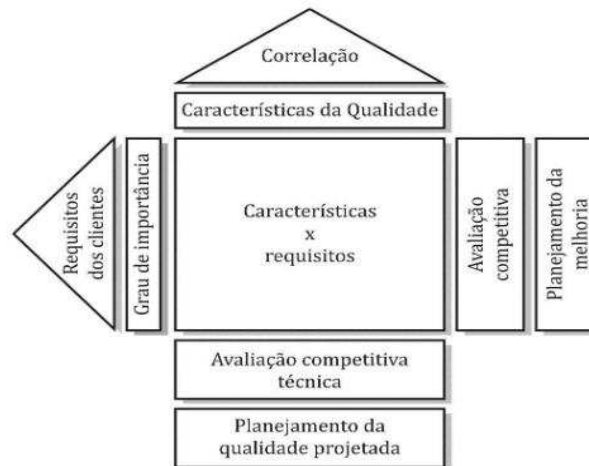 Correlação
Características da Qualidade
Requisitos
dos clientes
Grau de importância
Características
x
requisitos
Avaliação
competitiva
Planejamento da
melhoria
Avaliação competitiva
técnica
Planejamento da
qualidade projetada